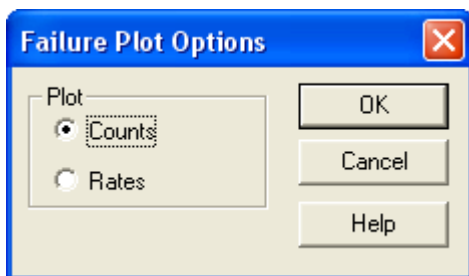 Failure Plot Options
Plot
Counts
Rates
OK
Cancel
Help